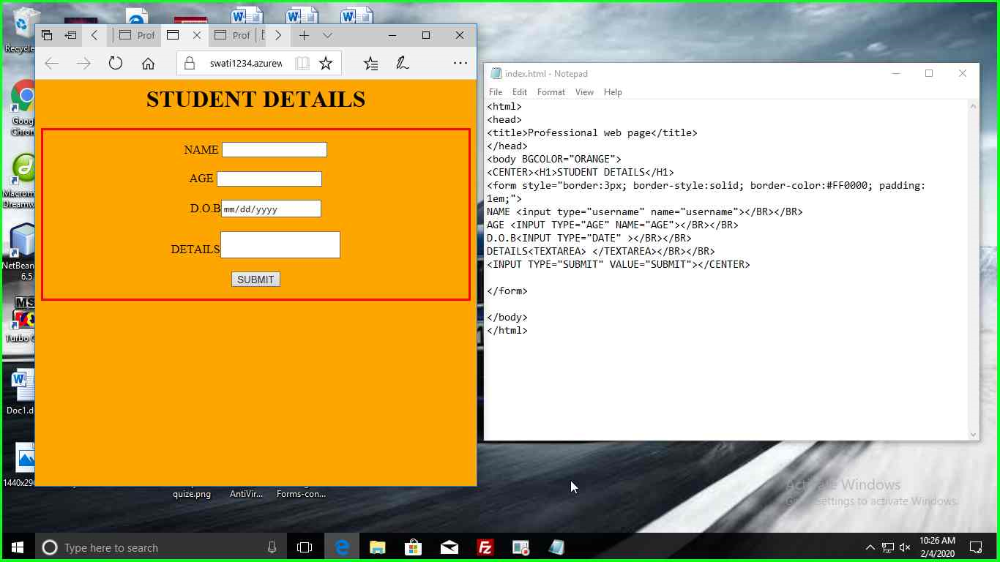 Recycle
Goog
Chron
Macrom
Dreamw
NetBean
6.5
MS
Turbo C
Doc1.d
1440x29
quize.png
AntiVir...
Forms-con...
Prof
Prof
swati1234.azurew
STUDENT DETAILS
NAME
AGE
D.O.B mm/dd/yyyy
DETAILS
SUBMIT
index.html - Notepad
File Edit Format View Help
<html>
<head>
<title>Professional web page</title>
</head>
<body BGCOLOR="ORANGE">
<CENTER><H1>STUDENT DETAILS</H1>
<form style="border:3px; border-style:solid; border-color:#FF0000; padding:
1em;">
NAME <input type="username" name="username"></BR></BR>
AGE <INPUT TYPE="AGE" NAME="AGE"></BR></BR>
D.O.B<INPUT TYPE="DATE" ></BR></BR>
DETAILS<TEXTAREA> </TEXTAREA></BR></BR>
<INPUT TYPE="SUBMIT" VALUE="SUBMIT"></CENTER>
</form>
</body>
</html>
Activate Windows
Settings to activate Windows.
Type here to search
10:26 AM
2/4/2020